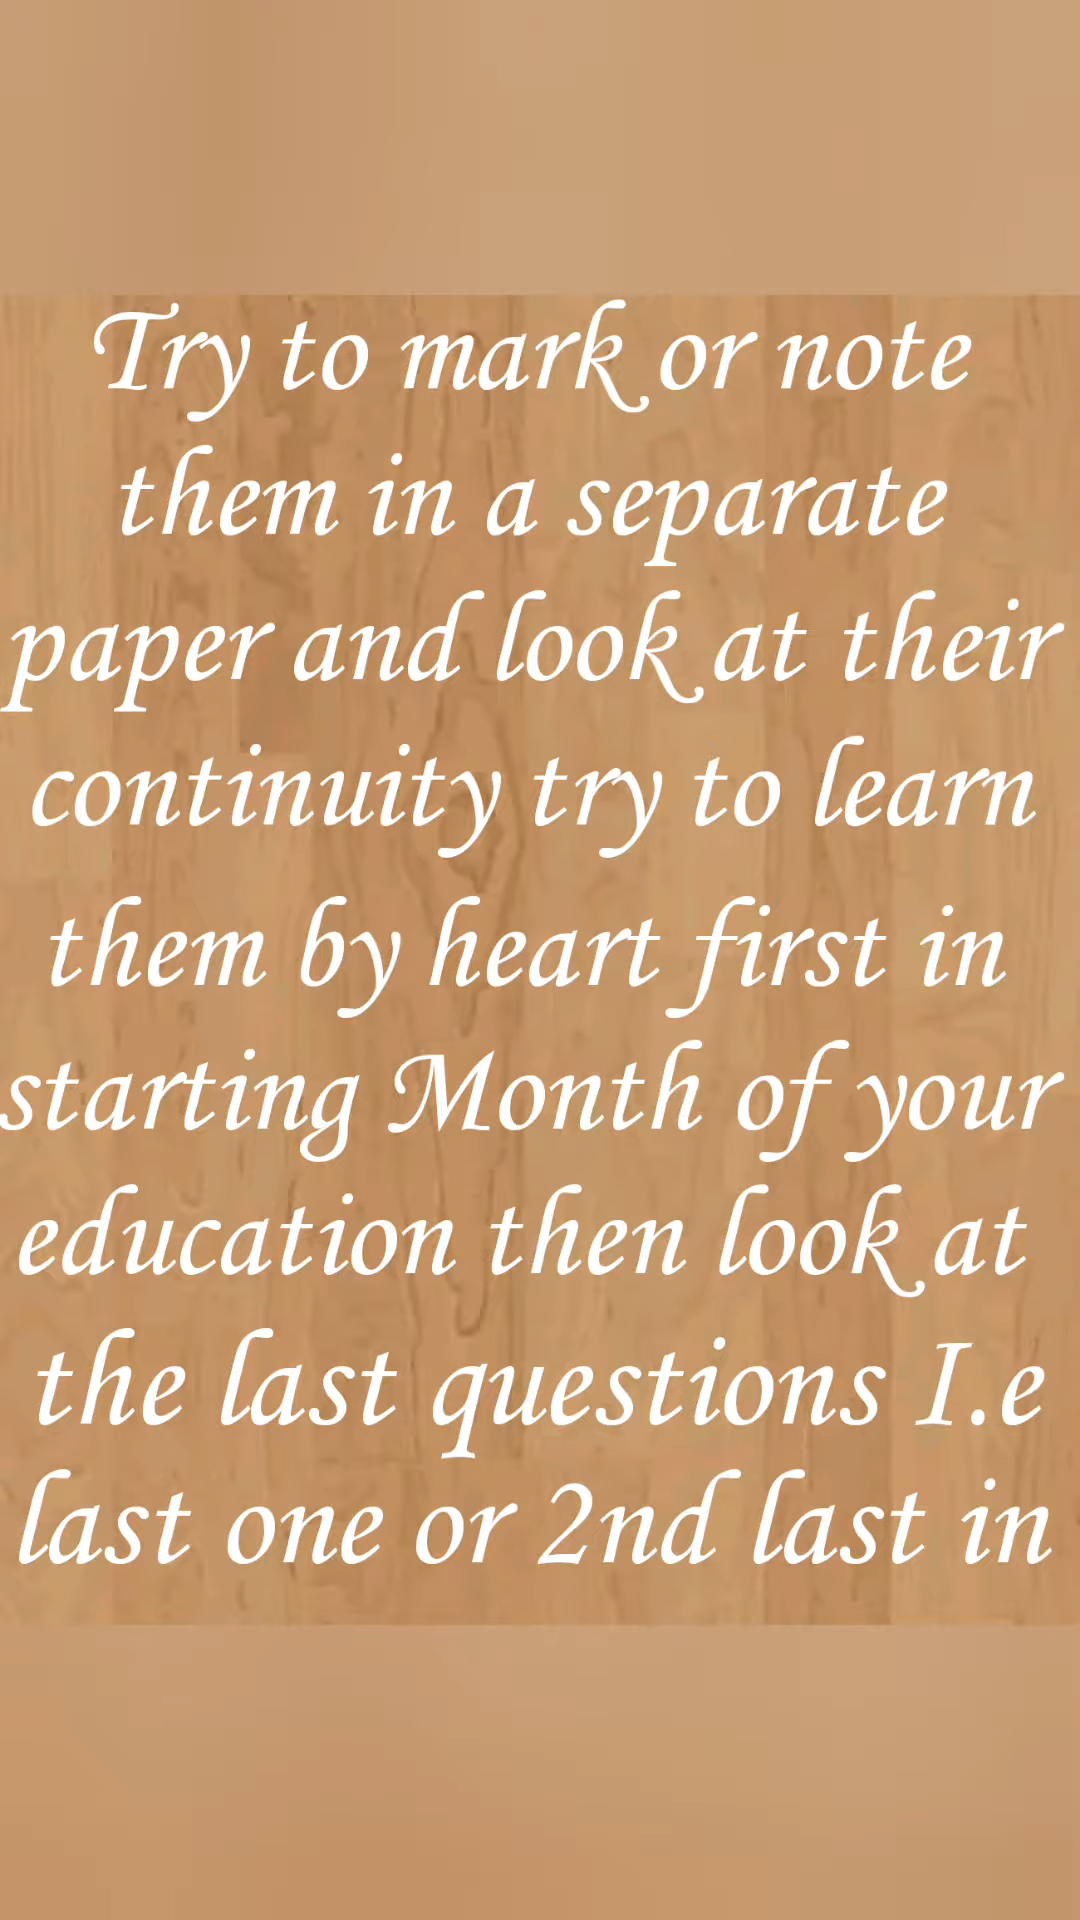 Try to mark or note
them in a separate
paper and look at their
continuity try to learn
them by heart first in
starting Month of your
education then look at
the last questions I.e
last one or 2nd last in